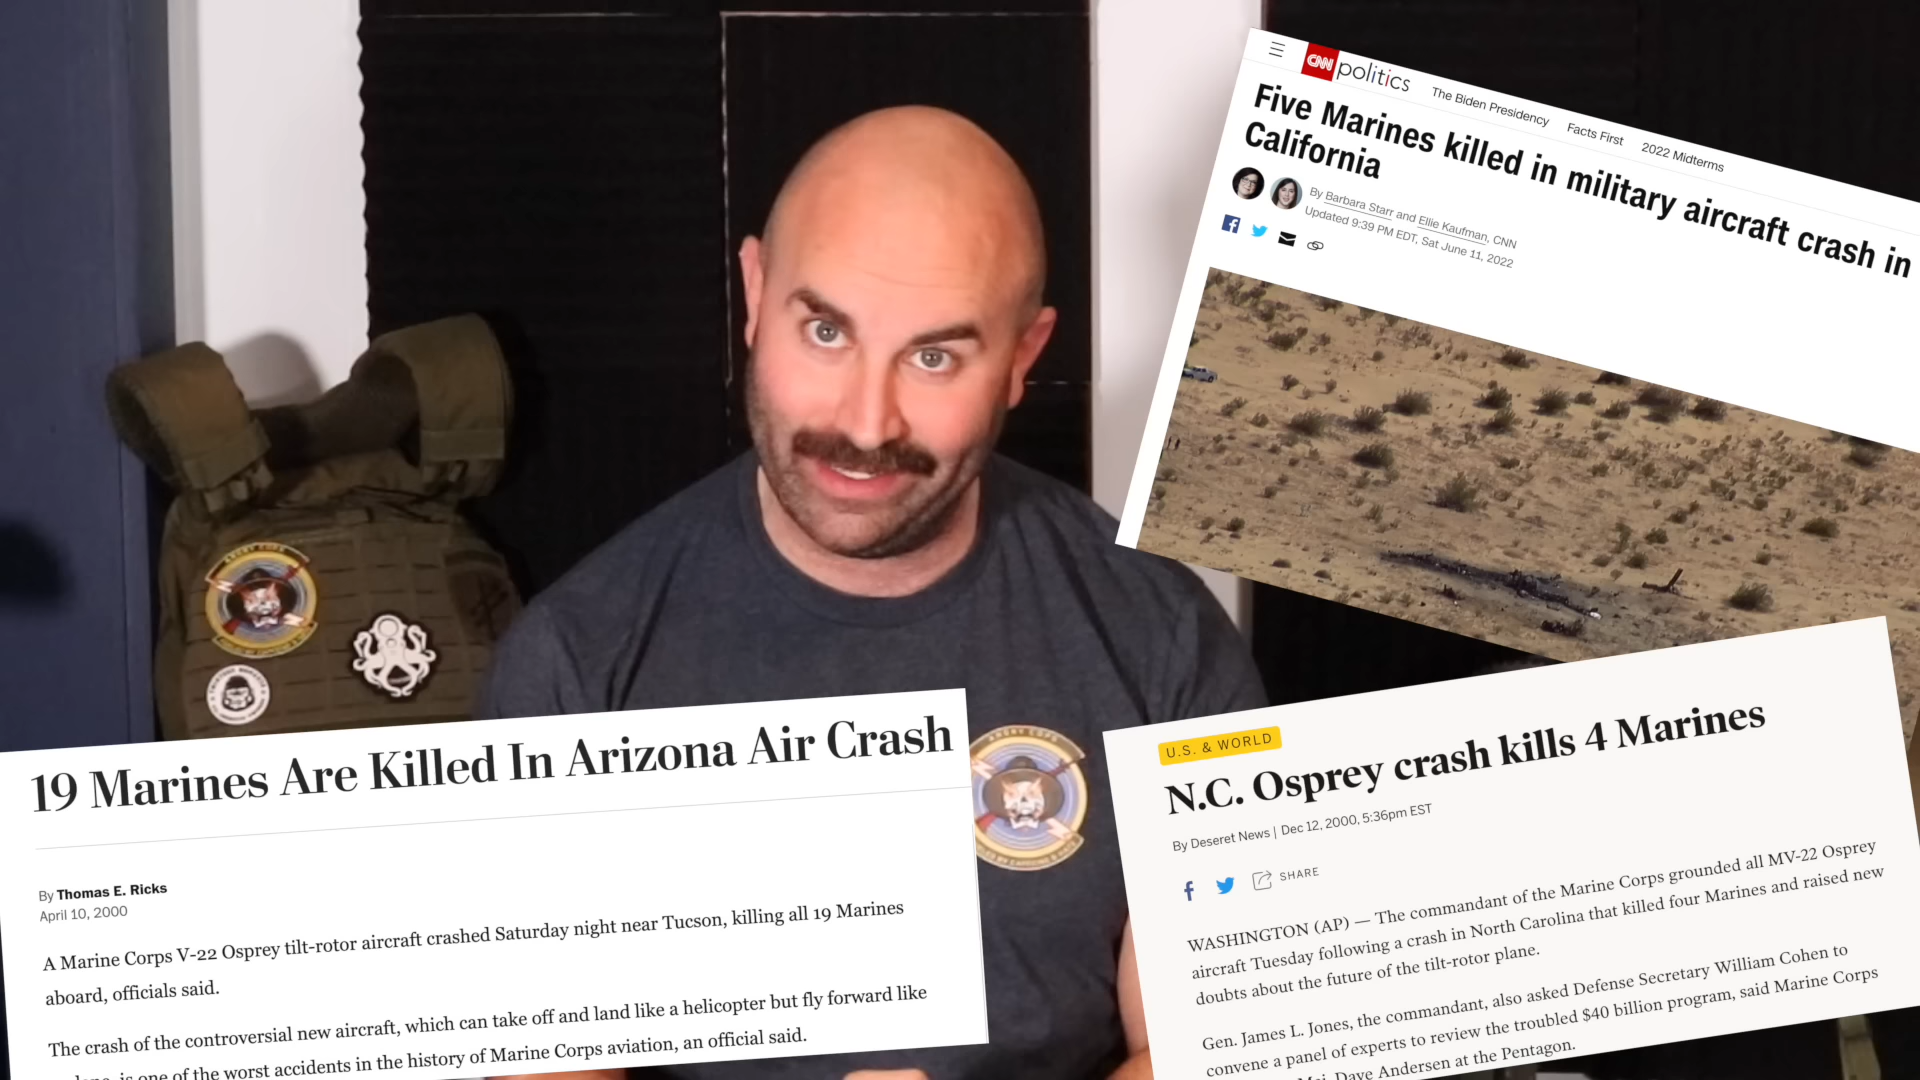 CNN politics
The Biden Presidency
Facts First
2022 Midterms
Five Marines killed in military aircraft crash in
California
By Barbara Starr and Ellie Kaufman, CNN
Updated 9:39 PM EDT, Sat June 11, 2022
ANGRY COPS
ANGRY COPS
19 Marines Are Killed In Arizona Air Crash
By Thomas E. Ricks
April 10, 2000
A Marine Corps V-22 Osprey tilt-rotor aircraft crashed Saturday night near Tucson, killing all 19 Marines
aboard, officials said.
The crash of the controversial new aircraft, which can take off and land like a helicopter but fly forward like
is one of the worst accidents in the history of Marine Corps aviation, an official said.
U.S. & WORLD
N.C. Osprey crash kills 4 Marines
By Deseret News | Dec 12, 2000, 5:36pm EST
SHARE
WASHINGTON (AP) — The commandant of the Marine Corps grounded all MV-22 Osprey
aircraft Tuesday following a crash in North Carolina that killed four Marines and raised new
doubts about the future of the tilt-rotor plane.
Gen. James L. Jones, the commandant, also asked Defense Secretary William Cohen to
convene a panel of experts to review the troubled $40 billion program, said Marine Corps
Maj. Dave Andersen at the Pentagon.